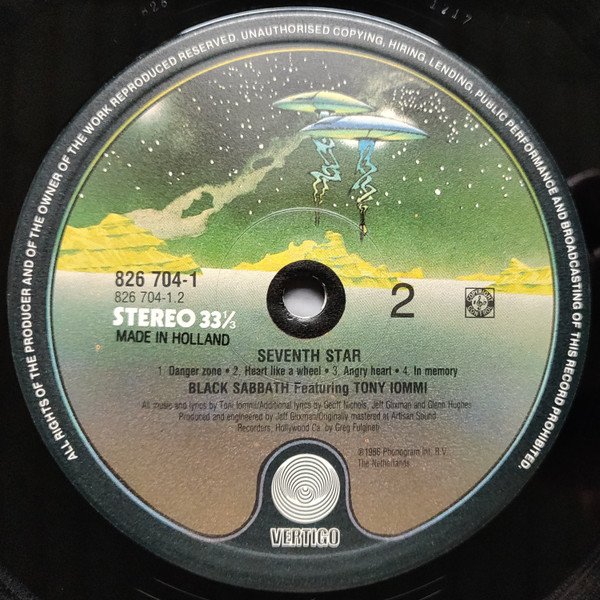 ALL RIGHTS OF THE PRODUCER AND OF THE OWNER OF THE WORK REPRODUCED RESERVED. UNAUTHORISED COPYING, HIRING, LENDING, PUBLIC PERFORMANCE AND BROADCASTING OF THIS RECORD PROHIBITED.
826 704-1
826 704-1.2
STEREO 33⅓
MADE IN HOLLAND
2
SEVENTH STAR
1. Danger zone • 2. Heart like a wheel • 3. Angry heart • 4. In memory
BLACK SABBATH Featuring TONY IOMMI
All music and lyrics by Toni Iommi/Additional lyrics by Geoff Nichols, Jeff Glixman and Glenn Hughes
Produced and engineered by Jeff Glixman/Originally mastered at Artisan Sound
Recorders, Hollywood Ca. by Greg Fulginiti
℗1986 Phonogram Int. B.V.
The Netherlands
VERTIGO